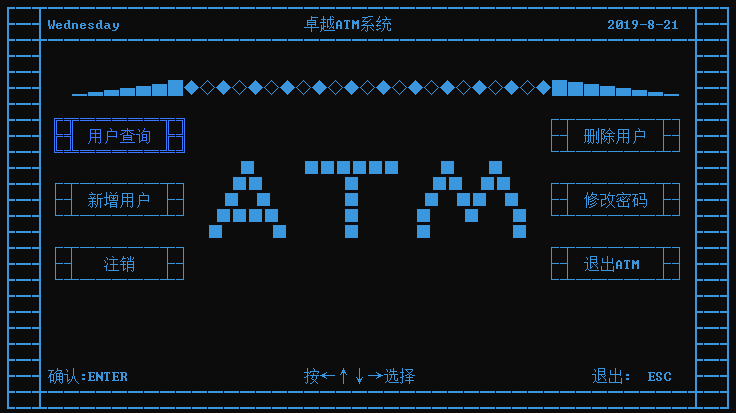 Wednesday 卓越ATM系统 2019-8-21
用户查询 删除用户
ATM
新增用户 修改密码
注销 退出ATM
确认:ENTER 按←↑↓→选择 退出: ESC